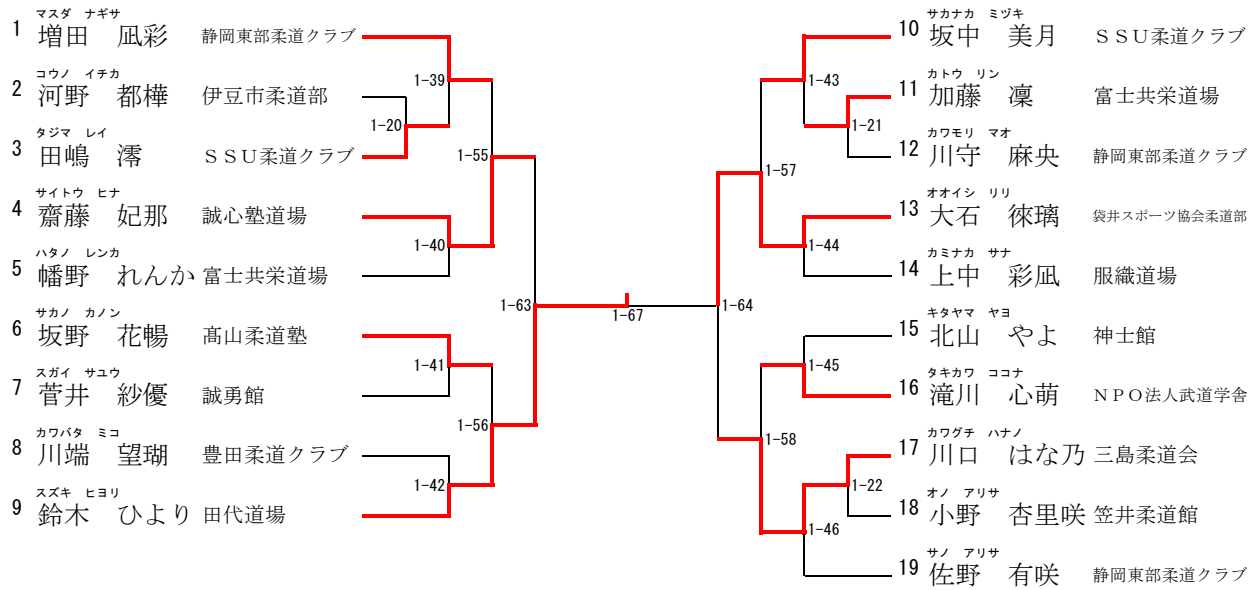 マスダ ナギサ
1 増田 凪彩 静岡東部柔道クラブ
コウノ イチカ
2 河野 都樺 伊豆市柔道部
タジマ レイ
3 田嶋 澪 ＳＳＵ柔道クラブ
サイトウ ヒナ
4 齋藤 妃那 誠心塾道場
ハタノ レンカ
5 幡野 れんか 富士共栄道場
サカノ カノン
6 坂野 花暢 髙山柔道塾
スガイ サユウ
7 菅井 紗優 誠勇館
カワバタ ミコ
8 川端 望瑚 豊田柔道クラブ
スズキ ヒヨリ
9 鈴木 ひより 田代道場
1-39
1-20
1-55
1-40
1-63
1-41
1-56
1-42
1-67
サカナカ ミヅキ
10 坂中 美月 ＳＳＵ柔道クラブ
カトウ リン
11 加藤 凜 富士共栄道場
カワモリ マオ
12 川守 麻央 静岡東部柔道クラブ
オオイシ リリ
13 大石 徠璃 袋井スポーツ協会柔道部
カミナカ サナ
14 上中 彩凪 服織道場
キタヤマ ヤヨ
15 北山 やよ 神士館
タキカワ ココナ
16 滝川 心萌 ＮＰＯ法人武道学舎
カワグチ ハナノ
17 川口 はな乃 三島柔道会
オノ アリサ
18 小野 杏里咲 笠井柔道館
サノ アリサ
19 佐野 有咲 静岡東部柔道クラブ
1-43
1-21
1-57
1-44
1-64
1-45
1-58
1-22
1-46